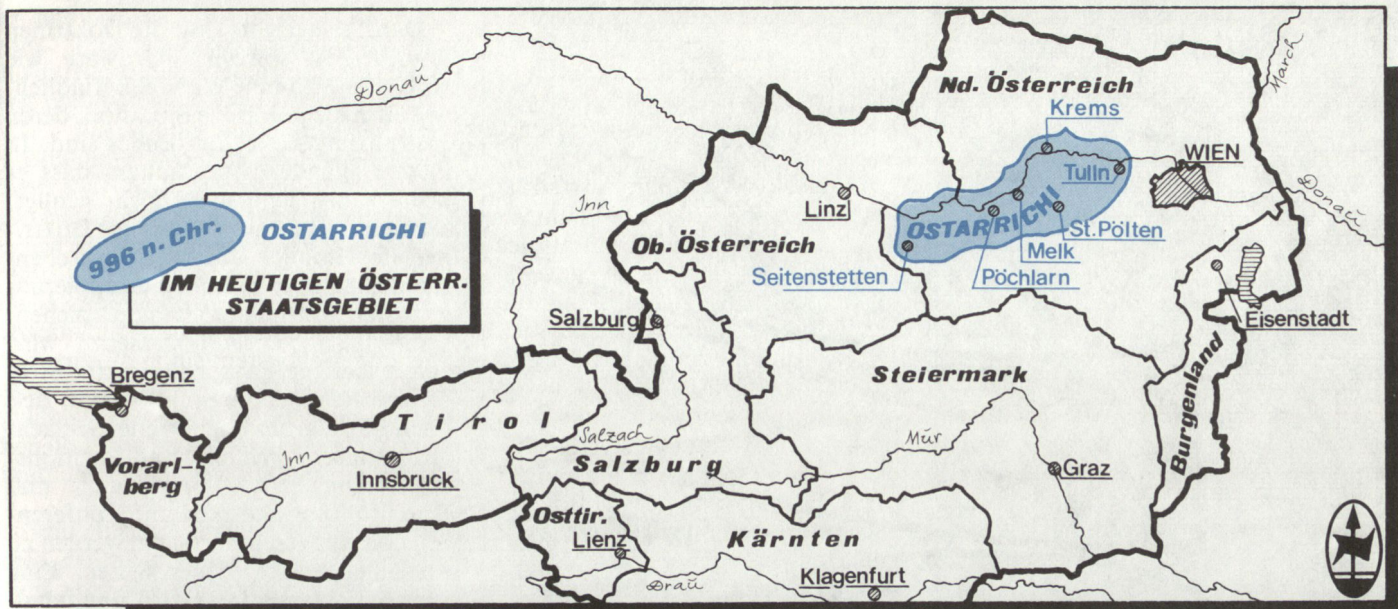 Donau
Nd. Österreich
March
Krems
WIEN
Tulln
Donau
Linz
Inn
996 n. Chr.
OSTARRICHI
IM HEUTIGEN ÖSTERR.
STAATSGEBIET
OSTARRICHI
St. Pölten
Ob. Österreich
Melk
Seitenstetten
Pöchlarn
Salzburg
Eisenstadt
Bregenz
Steiermark
Burgenland
Tirol
Salzach
Mur
Inn
Vorarl-
berg
Innsbruck
Salzburg
Graz
Osttir.
Lienz
Kärnten
Drau
Klagenfurt